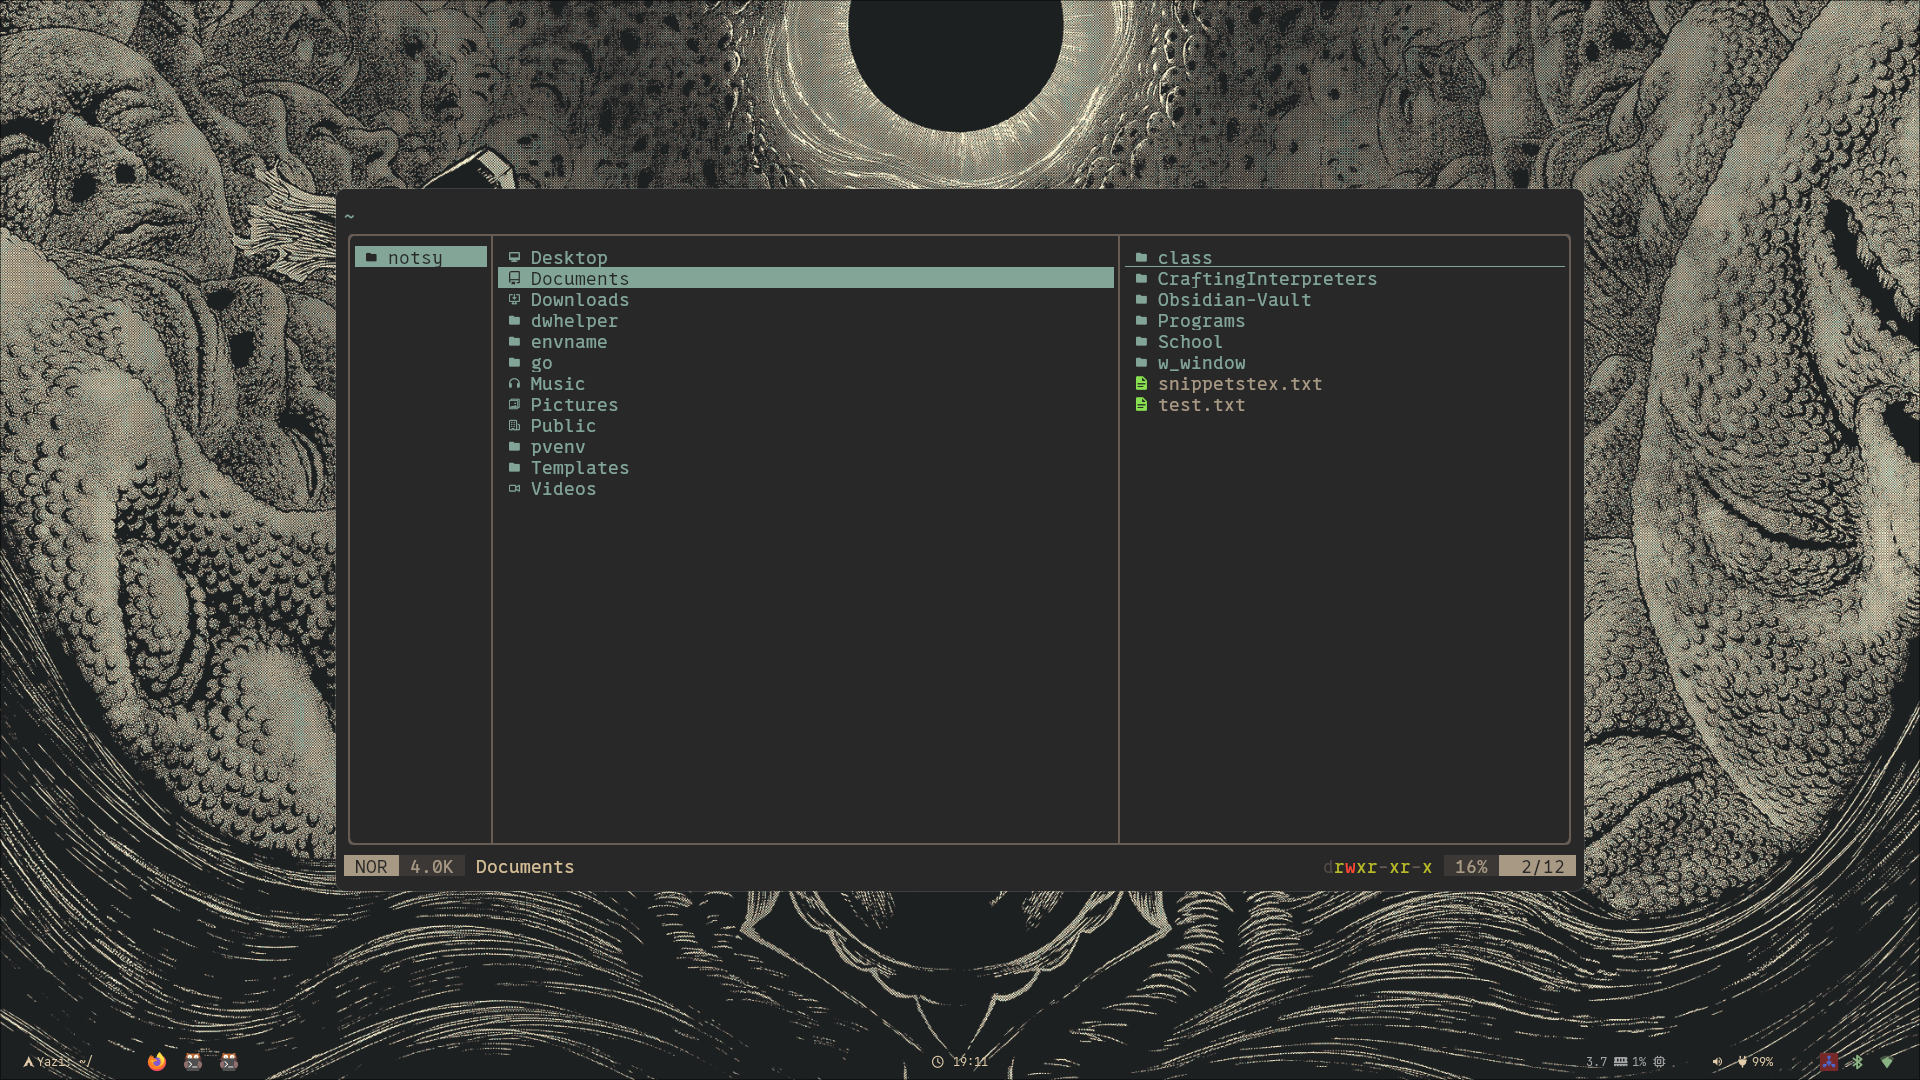 ~
notsy
Desktop
Documents
Downloads
dwhelper
envname
go
Music
Pictures
Public
pvenv
Templates
Videos
class
CraftingInterpreters
Obsidian-Vault
Programs
School
w_window
snippetstex.txt
test.txt
NOR 4.0K Documents drwxr-xr-x 16% 2/12
Yazi: ~/ 19:11 3.7 1% 99%